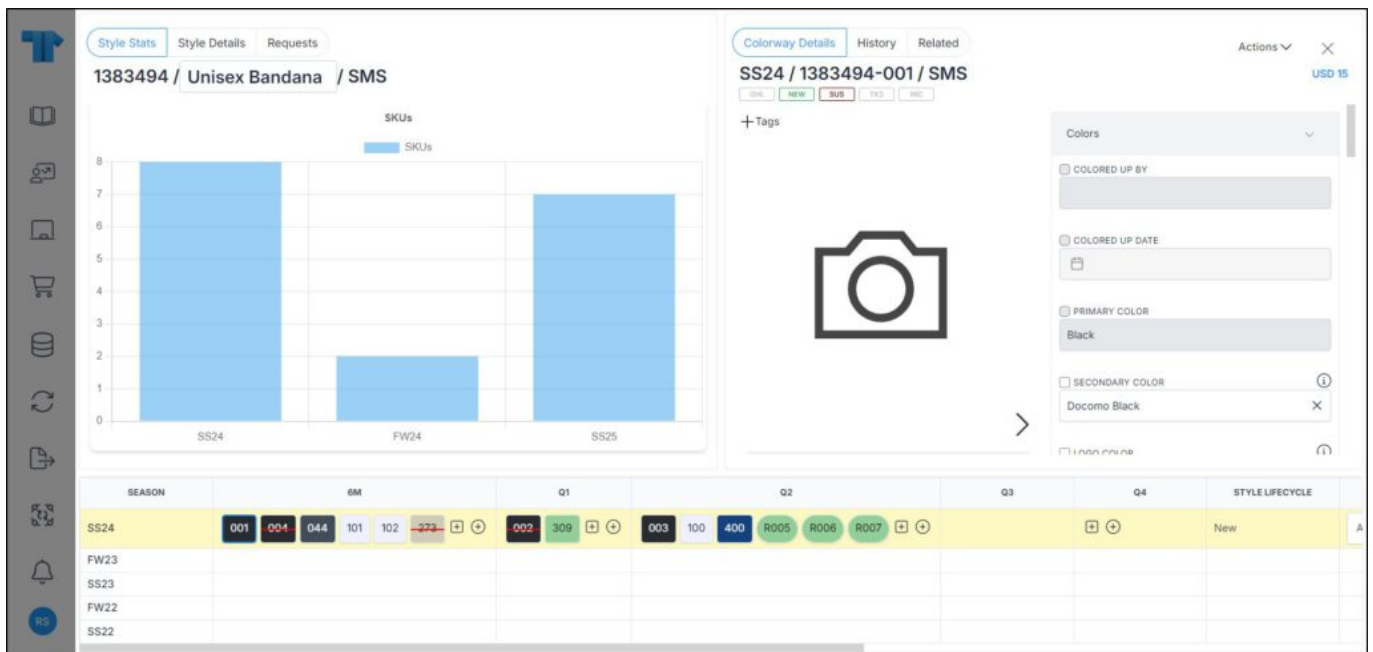 Style Stats Style Details Requests
1383494 / Unisex Bandana / SMS
SKUs
SKUs
8
7
6
5
4
3
2
1
0
SS24 FW24 SS25
Colorway Details History Related
Actions
SS24 / 1383494-001 / SMS
USD 15
NEW SUS
+ Tags
Colors
COLORED UP BY
COLORED UP DATE
PRIMARY COLOR
Black
SECONDARY COLOR
Docomo Black
LOGO COLOR
SEASON 6M Q1 Q2 Q3 Q4 STYLE LIFECYCLE
SS24 001 004 044 101 102 273 002 309 003 100 400 R005 R006 R007 New A
FW23
SS23
FW22
SS22
RS